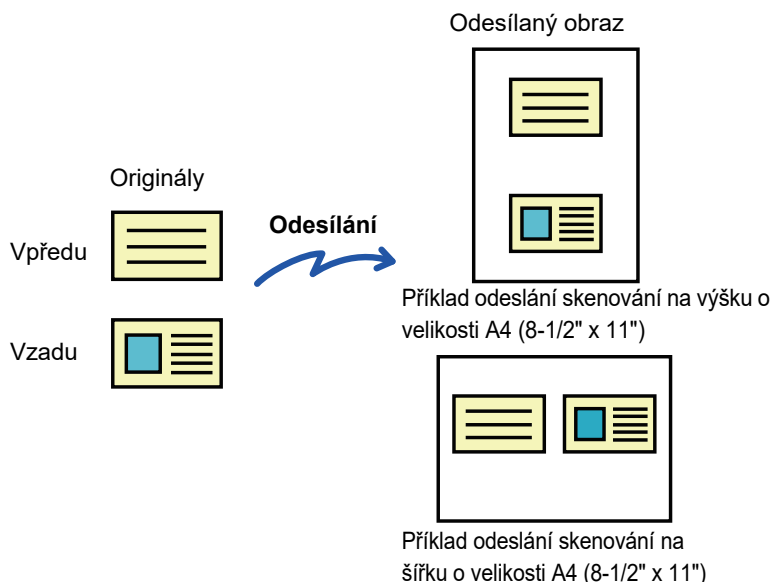 Odesílaný obraz
Originály
Vpředu
Odesílání
Vzadu
Příklad odeslání skenování na výšku o
velikosti A4 (8-1/2" x 11")
Příklad odeslání skenování na
šířku o velikosti A4 (8-1/2" x 11")